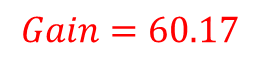 Gain = 60.17